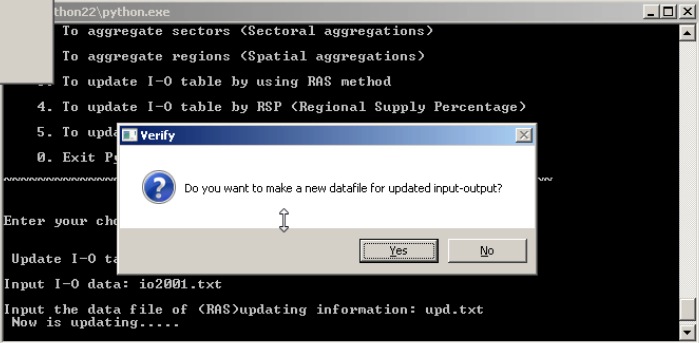 thon22\python.exe
To aggregate sectors (Sectoral aggregations)
To aggregate regions (Spatial aggregations)
To update I-O table by using RAS method
4. To update I-O table by RSP (Regional Supply Percentage)
5. To upda
0. Exit Py
Verify
Do you want to make a new datafile for updated input-output?
Yes
No
Enter your cho
Update I-O ta
Input I-O data: io2001.txt
Input the data file of (RAS)updating information: upd.txt
Now is updating.....